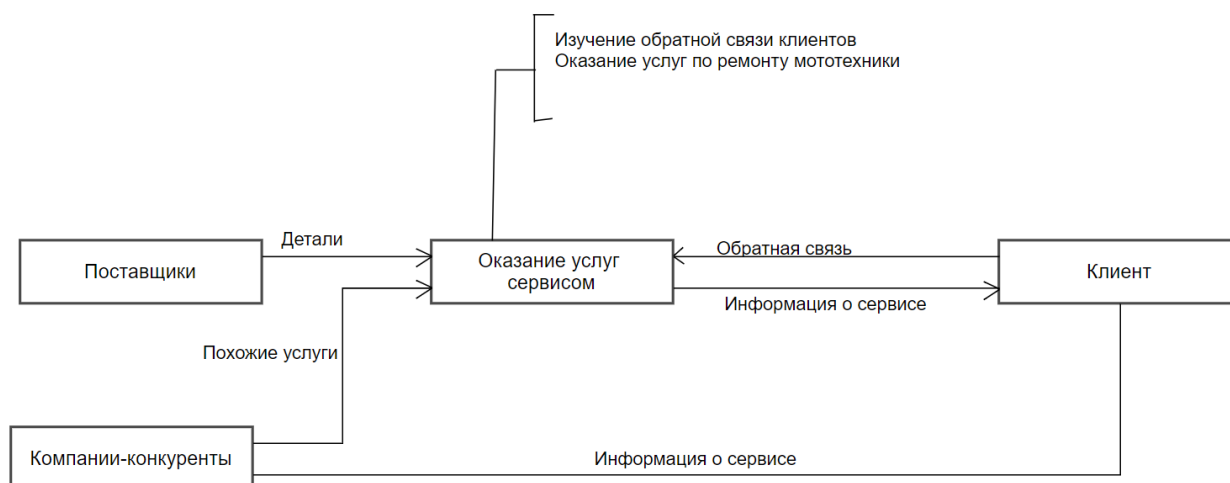 Изучение обратной связи клиентов
Оказание услуг по ремонту мототехники
Детали
Обратная связь
Поставщики
Оказание услуг
сервисом
Клиент
Информация о сервисе
Похожие услуги
Компании-конкуренты
Информация о сервисе